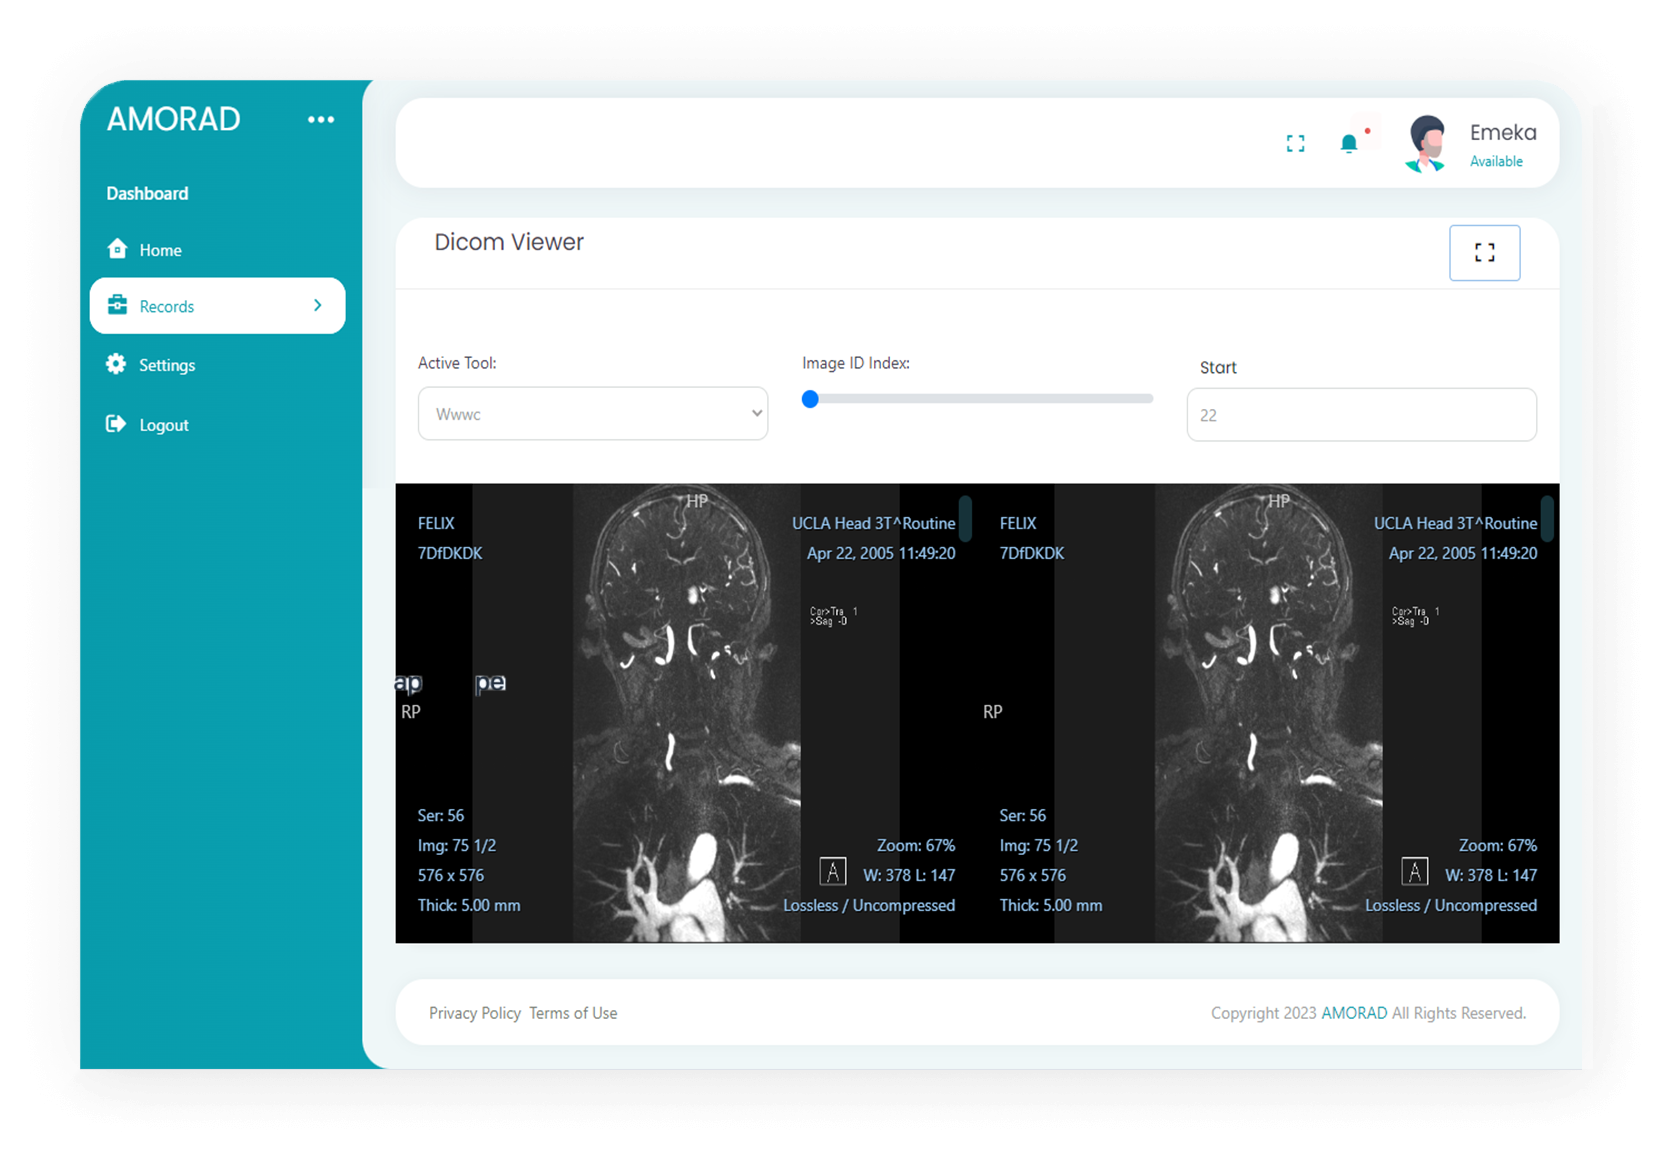 AMORAD
Dashboard
Home
Records
Settings
Logout
Emeka
Available
Dicom Viewer
Active Tool:
Wwwc
Image ID Index:
Start
22
HP
FELIX
7DfDKDK
UCLA Head 3T^Routine
Apr 22, 2005 11:49:20
Cor>Tra 1
>Sag -0
ap pe
RP
Ser: 56
Img: 75 1/2
576 x 576
Thick: 5.00 mm
Zoom: 67%
A
W: 378 L: 147
Lossless / Uncompressed
HP
FELIX
7DfDKDK
UCLA Head 3T^Routine
Apr 22, 2005 11:49:20
Cor>Tra 1
>Sag -0
RP
Ser: 56
Img: 75 1/2
576 x 576
Thick: 5.00 mm
Zoom: 67%
A
W: 378 L: 147
Lossless / Uncompressed
Privacy Policy Terms of Use
Copyright 2023 AMORAD All Rights Reserved.